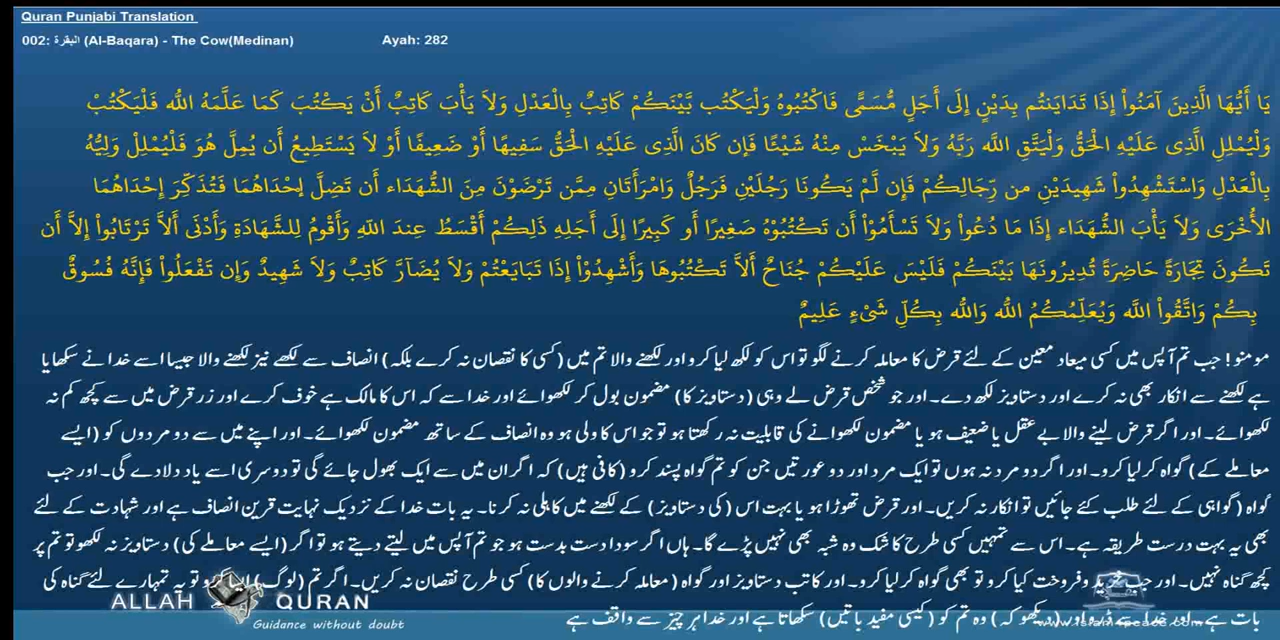 Quran Punjabi Translation
002: البقرة (Al-Baqara) - The Cow(Medinan) Ayah: 282
يَا أَيُّهَا الَّذِينَ آمَنُواْ إِذَا تَدَايَنتُم بِدَيْنٍ إِلَى أَجَلٍ مُّسَمًّى فَاكْتُبُوهُ وَلْيَكْتُب بَّيْنَكُمْ كَاتِبٌ بِالْعَدْلِ وَلاَ يَأْبَ كَاتِبٌ أَنْ يَكْتُبَ كَمَا عَلَّمَهُ اللّه فَلْيَكْتُبْ
وَلْيُمْلِلِ الَّذِى عَلَيْهِ الْحَقُّ وَلْيَتَّقِ اللّه رَبَّهُ وَلاَ يَبْخَسْ مِنْهُ شَيْئًا فَإن كَانَ الَّذِى عَلَيْهِ الْحَقُّ سَفِيهًا أَوْ ضَعِيفًا أَوْ لاَ يَسْتَطِيعُ أَن يُمِلَّ هُوَ فَلْيُمْلِلْ وَلِيُّهُ
بِالْعَدْلِ وَاسْتَشْهِدُواْ شَهِيدَيْنِ من رِّجَالِكُمْ فَإِن لَّمْ يَكُونَا رَجُلَيْنِ فَرَجُلٌ وَامْرَأَتَانِ مِمَّن تَرْضَوْنَ مِنَ الشُّهَدَاء أَن تَضِلَّ إحْدَاهُمَا فَتُذَكِّرَ إِحْدَاهُمَا
الأُخْرَى وَلاَ يَأْبَ الشُّهَدَاء إِذَا مَا دُعُواْ وَلاَ تَسْأَمُوْاْ أَن تَكْتُبُوْهُ صَغِيرًا أَو كَبِيرًا إِلَى أَجَلِهِ ذَلِكُمْ أَقْسَطُ عِندَ اللّهِ وَأَقْومُ لِلشَّهَادَةِ وَأَدْنَى أَلاَّ تَرْتَابُواْ إِلاَّ أَن
تَكُونَ تِجَارَةً حَاضِرَةً تُدِيرُونَهَا بَيْنَكُمْ فَلَيْسَ عَلَيْكُمْ جُنَاحٌ أَلاَّ تَكْتُبُوهَا وَأَشْهِدُوْاْ إِذَا تَبَايَعْتُمْ وَلاَ يُضَآرَّ كَاتِبٌ وَلاَ شَهِيدٌ وَإِن تَفْعَلُواْ فَإِنَّهُ فُسُوقٌ
بِكُمْ وَاتَّقُواْ اللَّه وَيُعَلِّمُكُمُ اللّه وَاللّه بِكُلِّ شَىْءٍ عَلِيمٌ
مومنو! جب تم آپس میں کسی میعاد معین کے لئے قرض کا معاملہ کرنے لگو تو اس کو لکھ لیا کرو اور لکھنے والا تم میں (کسی کا نقصان نہ کرے بلکہ) انصاف سے لکھے نیز لکھنے والا جیسا اسے خدا نے سکھایا
ہے لکھنے سے انکار بھی نہ کرے اور دستاویز لکھ دے۔ اور جو شخص قرض لے وہی (دستاویز کا) مضمون بول کر لکھوائے اور خدا سے کہ اس کا مالک ہے خوف کرے اور زر قرض میں سے کچھ کم نہ
لکھوائے۔ اور اگر قرض لینے والا بے عقل یا ضعیف ہو یا مضمون لکھوانے کی قابلیت نہ رکھتا ہو تو جو اس کا ولی ہو وہ انصاف کے ساتھ مضمون لکھوائے۔ اور اپنے میں سے دو مردوں کو (ایسے
معاملے کے) گواہ کر لیا کرو۔ اور اگر دو مرد نہ ہوں تو ایک مرد اور دو عورتیں جن کو تم گواہ پسند کرو (کافی ہیں) کہ اگر ان میں سے ایک بھول جائے گی تو دوسری اسے یاد دلادے گی۔ اور جب
گواہ (گواہی کے لئے طلب کئے جائیں تو انکار نہ کریں۔ اور قرض تھوڑا ہو یا بہت اس (کی دستاویز) کے لکھنے میں کاہلی نہ کرنا۔ یہ بات خدا کے نزدیک نہایت قرین انصاف ہے اور شہادت کے لئے
بھی یہ بہت درست طریقہ ہے۔ اس سے تمہیں کسی طرح کا شک وہ شبہ بھی نہیں پڑے گا۔ ہاں اگر سودا دست بدست ہو جو تم آپس میں لیتے دیتے ہو تو اگر (ایسے معاملے کی) دستاویز نہ لکھو تو تم پر
کچھ گناہ نہیں۔ اور جب خرید وفروخت کیا کرو تو بھی گواہ کر لیا کرو۔ اور کاتب دستاویز اور گواہ (معاملہ کرنے والوں کا) کسی طرح نقصان نہ کریں۔ اگر تم (لوگ) ایسا کرو تو یہ تمہارے لئے گناہ کی
بات ہے۔ اور خدا سے ڈرو اور (دیکھو کہ) وہ تم کو (کیسی مفید باتیں) سکھاتا ہے اور خدا ہر چیز سے واقف ہے
ALLAH QURAN
Guidance without doubt